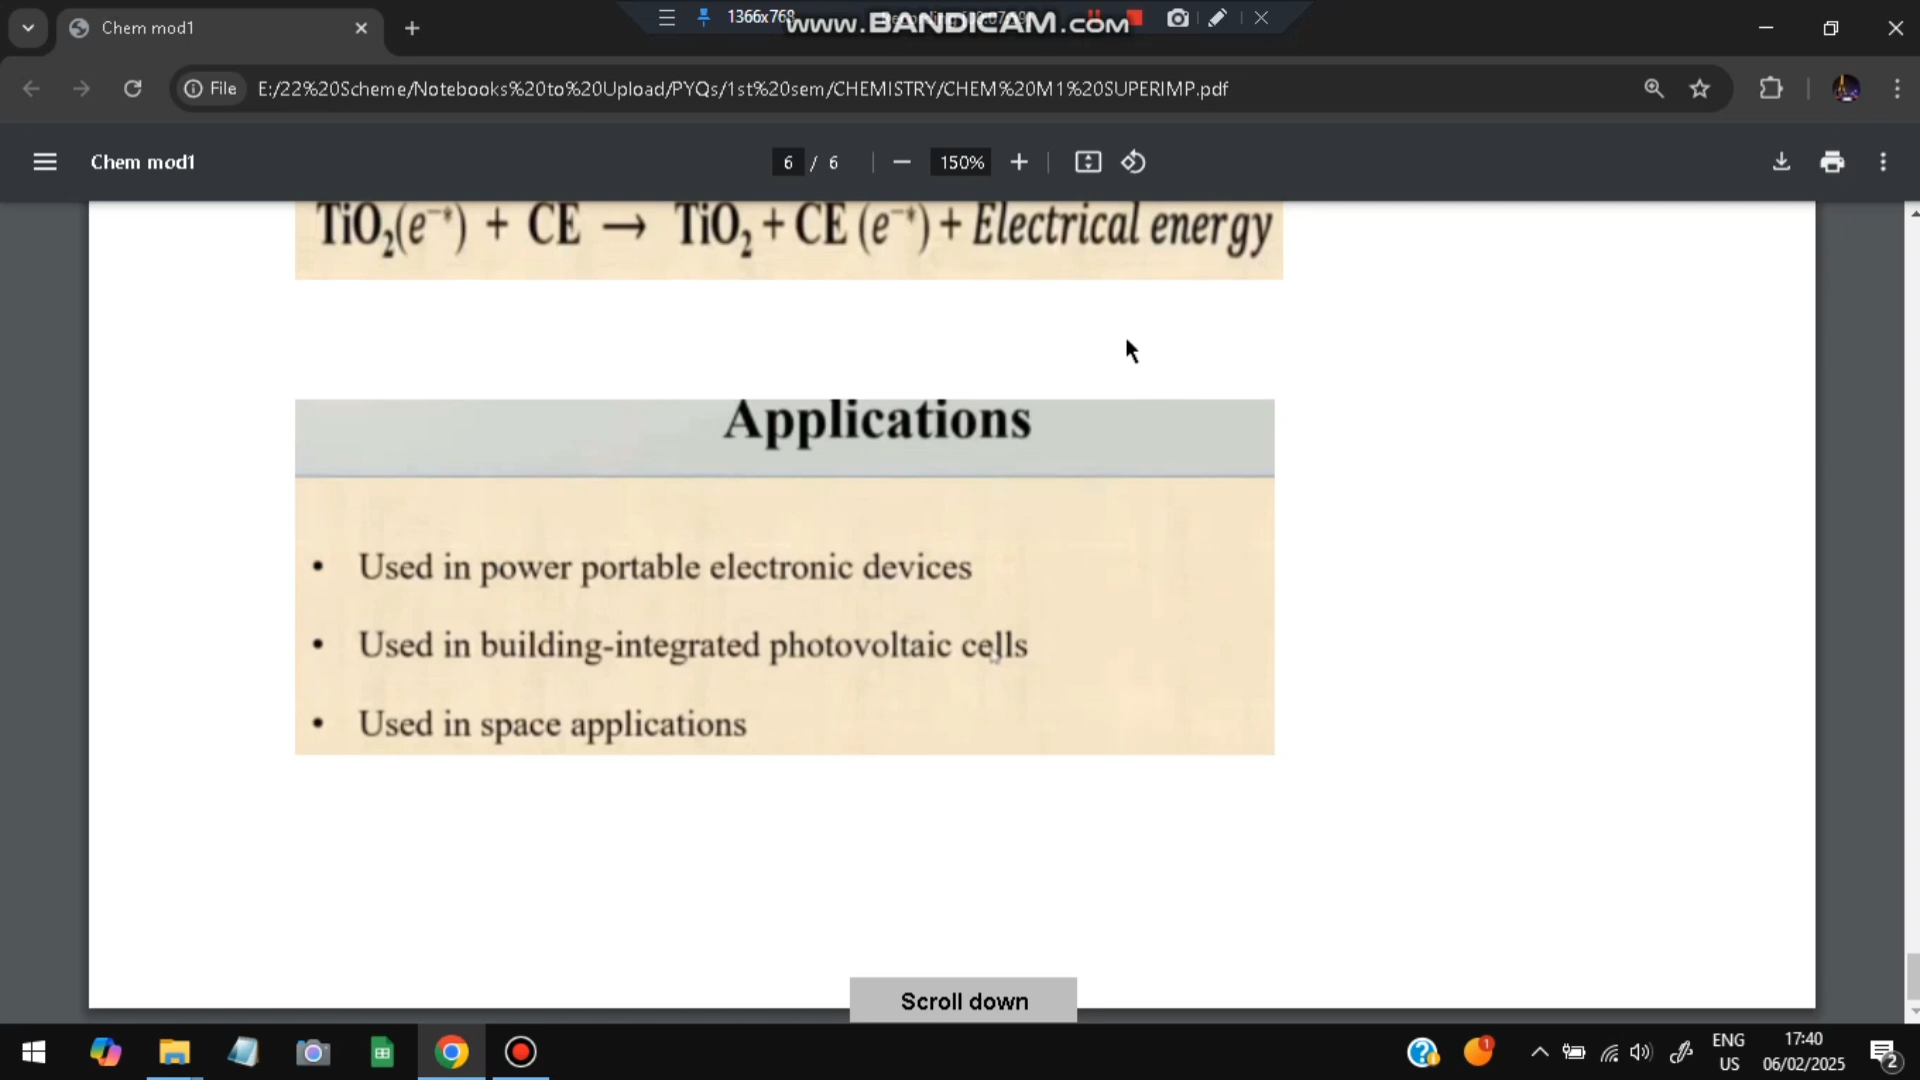 Chem mod1
1366x768
www.BANDICAM.com
File
E:/22%20Scheme/Notebooks%20to%20Upload/PYQs/1st%20sem/CHEMISTRY/CHEM%20M1%20SUPERIMP.pdf
Chem mod1
6 / 6
150%
TiO₂(e⁻*) + CE → TiO₂ + CE (e⁻*) + Electrical energy
Applications
• Used in power portable electronic devices
• Used in building-integrated photovoltaic cells
• Used in space applications
Scroll down
1
ENG
US
17:40
06/02/2025
2